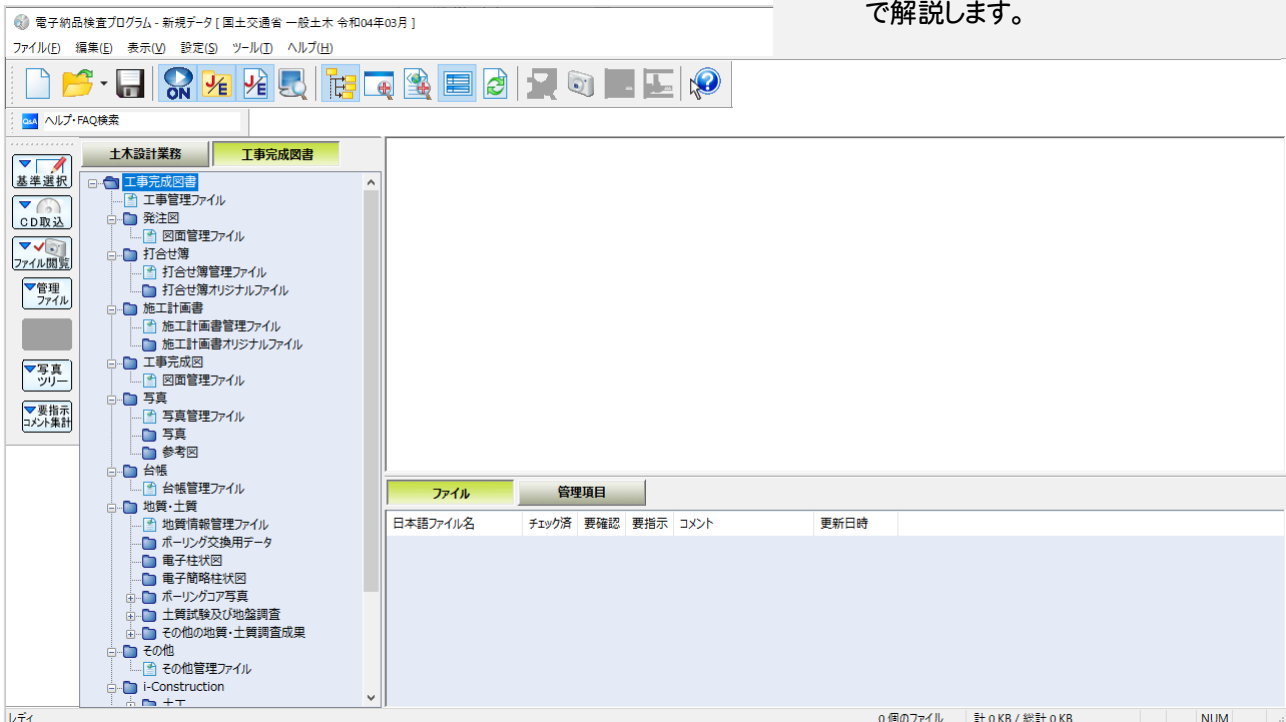 で解説します。
電子納品検査プログラム - 新規データ [ 国土交通省 一般土木 令和04年03月 ]
ファイル(F) 編集(E) 表示(V) 設定(S) ツール(T) ヘルプ(H)
ON J/E J/E
Q&A ヘルプ・FAQ検索
基準選択
CD取込
ファイル閲覧
管理
ファイル
写真
ツリー
要指示
コメント集計
土木設計業務 工事完成図書
工事完成図書
工事管理ファイル
発注図
図面管理ファイル
打合せ簿
打合せ簿管理ファイル
打合せ簿オリジナルファイル
施工計画書
施工計画書管理ファイル
施工計画書オリジナルファイル
工事完成図
図面管理ファイル
写真
写真管理ファイル
写真
参考図
台帳
台帳管理ファイル
地質・土質
地質情報管理ファイル
ボーリング交換用データ
電子柱状図
電子簡略柱状図
ボーリングコア写真
土質試験及び地盤調査
その他の地質・土質調査成果
その他
その他管理ファイル
i-Construction
土工
ファイル 管理項目
日本語ファイル名 チェック済 要確認 要指示 コメント 更新日時
レディ 0 個のファイル 計 0 KB / 総計 0 KB NUM